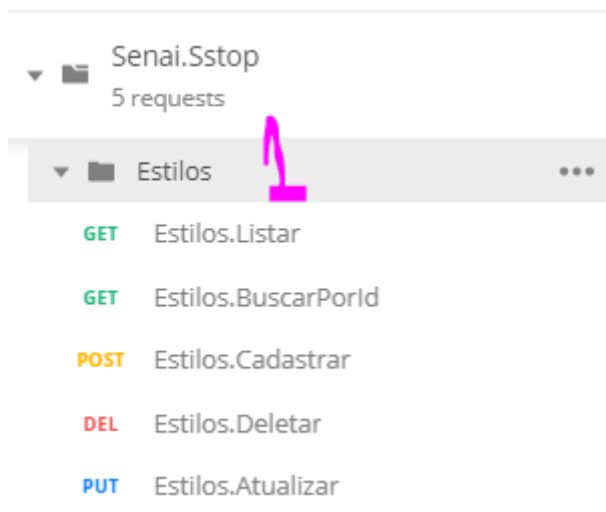 Senai.Sstop
5 requests
1
Estilos
GET Estilos.Listar
GET Estilos.BuscarPorId
POST Estilos.Cadastrar
DEL Estilos.Deletar
PUT Estilos.Atualizar